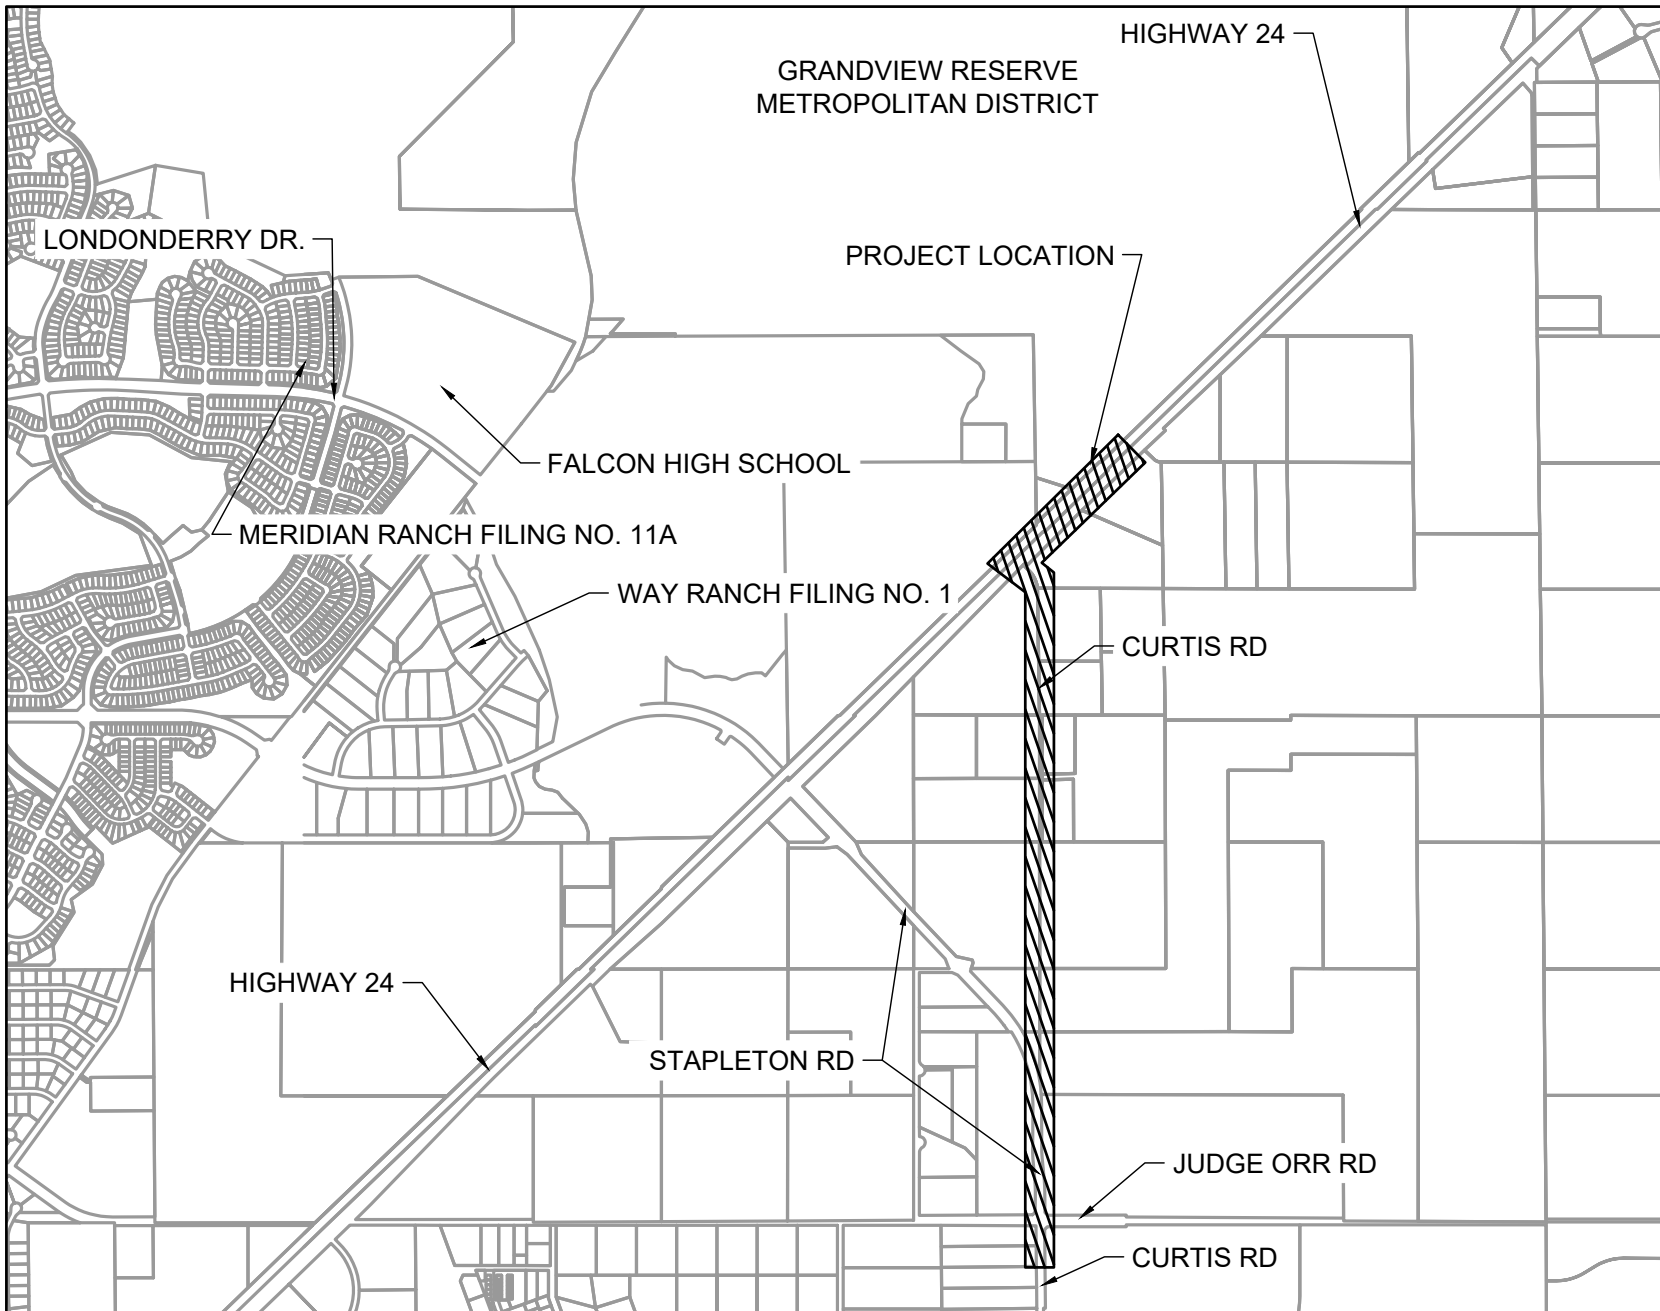 HIGHWAY 24
GRANDVIEW RESERVE
METROPOLITAN DISTRICT
LONDONDERRY DR.
PROJECT LOCATION
FALCON HIGH SCHOOL
MERIDIAN RANCH FILING NO. 11A
WAY RANCH FILING NO. 1
CURTIS RD
HIGHWAY 24
STAPLETON RD
JUDGE ORR RD
CURTIS RD